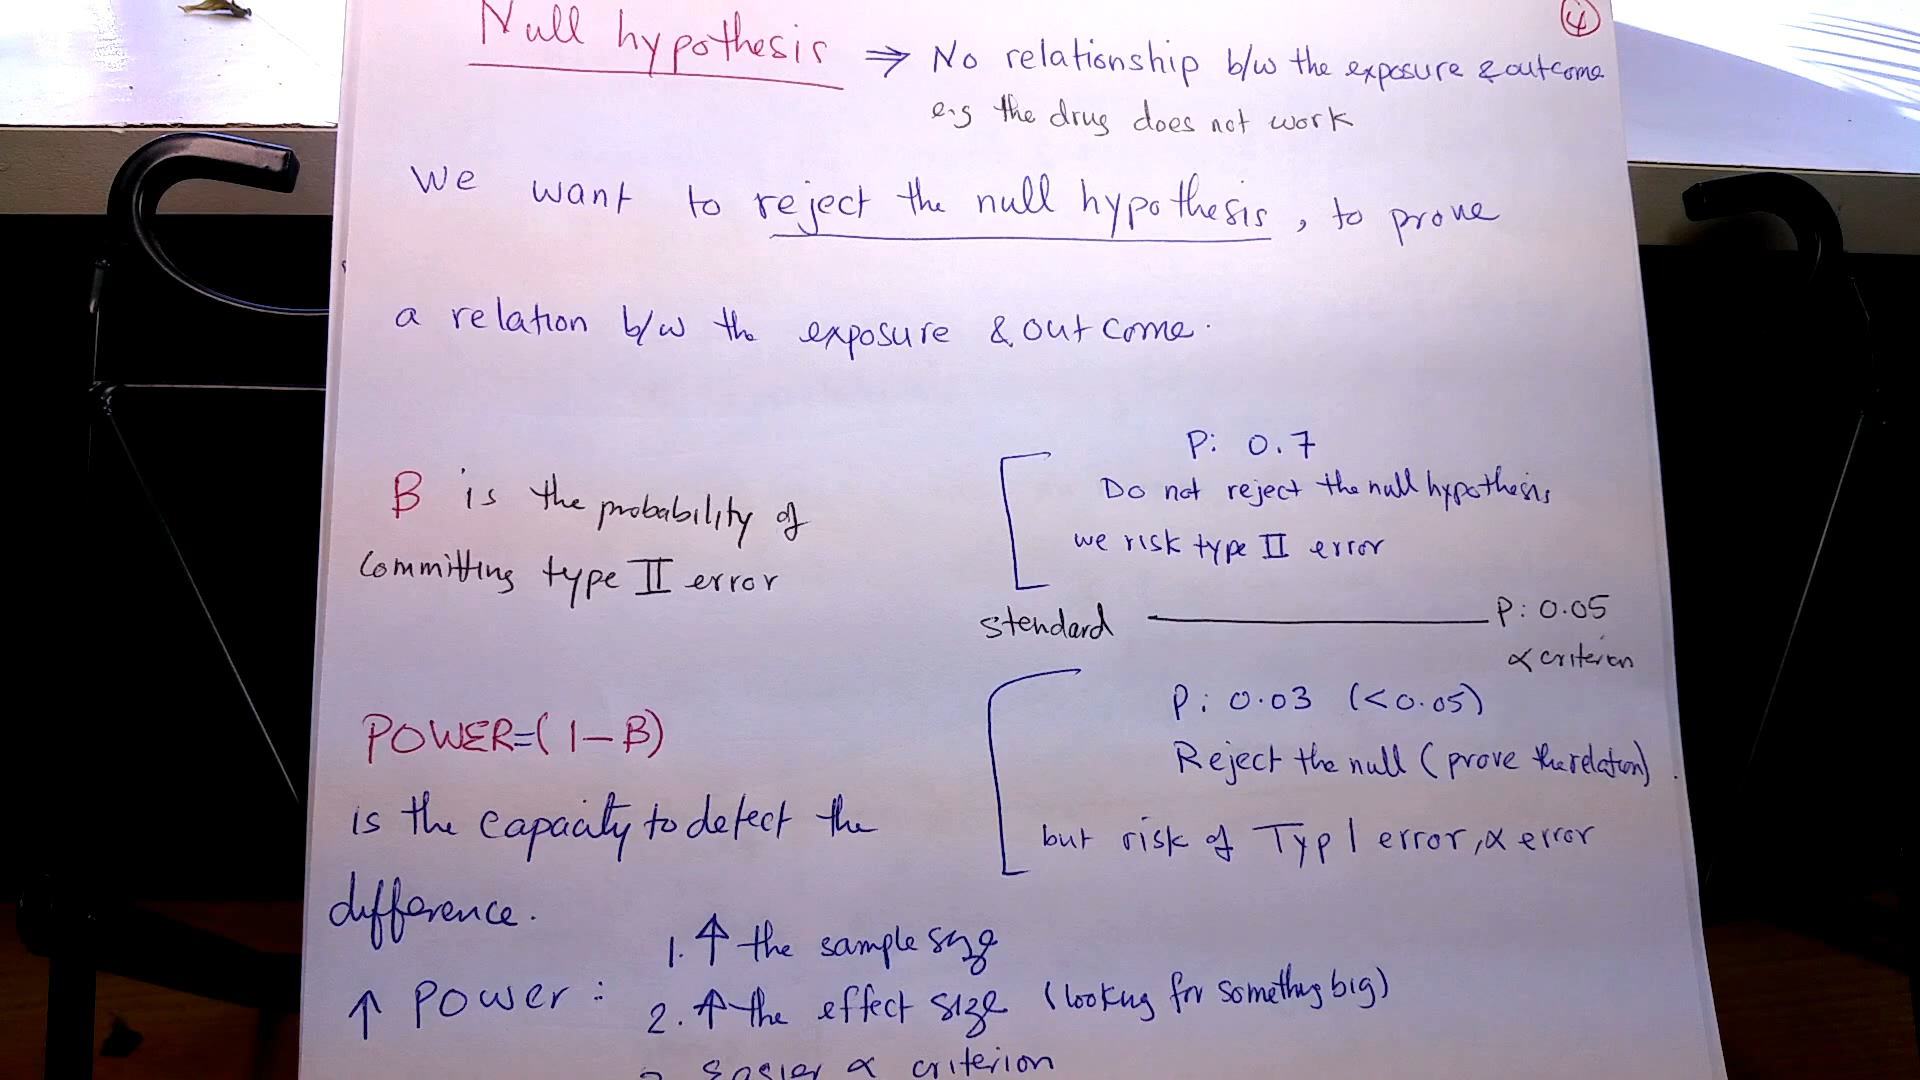 4
Null hypothesis ⇒ No relationship b/w the exposure & outcome
e.g the drug does not work
we want to reject the null hypothesis, to prove
a relation b/w the exposure & outcome.
B is the probability of
Committing type II error
POWER=(1-B)
is the capacity to detect the
difference.
P: 0.7
Do not reject the null hypothesis
we risk type II error
stendard P: 0.05
α criterion
P: 0.03 (<0.05)
Reject the null (prove the relation).
but risk of Typ 1 error, α error
↑ Power:
1. ↑ the sample size
2. ↑ the effect size (looking for something big)
easier α criterion